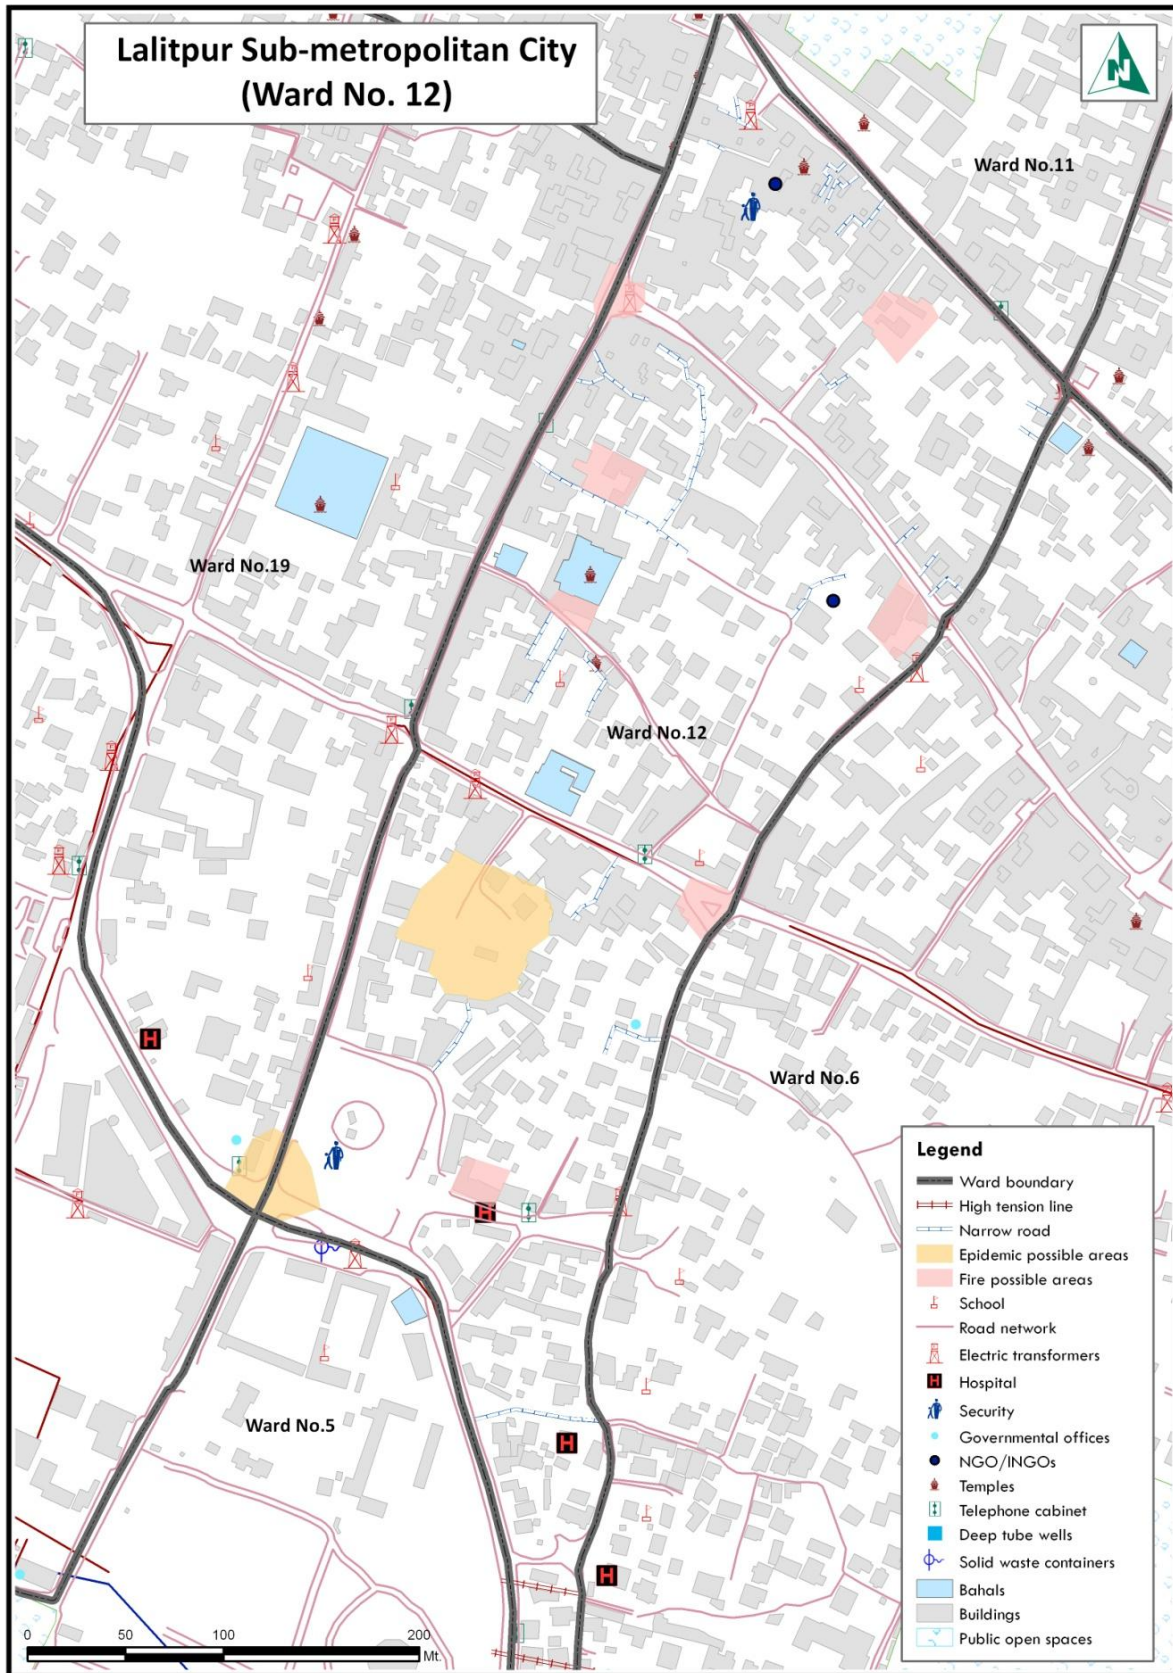 Lalitpur Sub-metropolitan City
(Ward No. 12)
N
Ward No.11
Ward No.19
Ward No.12
Ward No.6
H
H
H
H
Ward No.5
Legend
Ward boundary
High tension line
Narrow road
Epidemic possible areas
Fire possible areas
School
Road network
Electric transformers
H Hospital
Security
Governmental offices
NGO/INGOs
Temples
Telephone cabinet
Deep tube wells
Solid waste containers
Bahals
Buildings
Public open spaces
0 50 100 200
Mt.